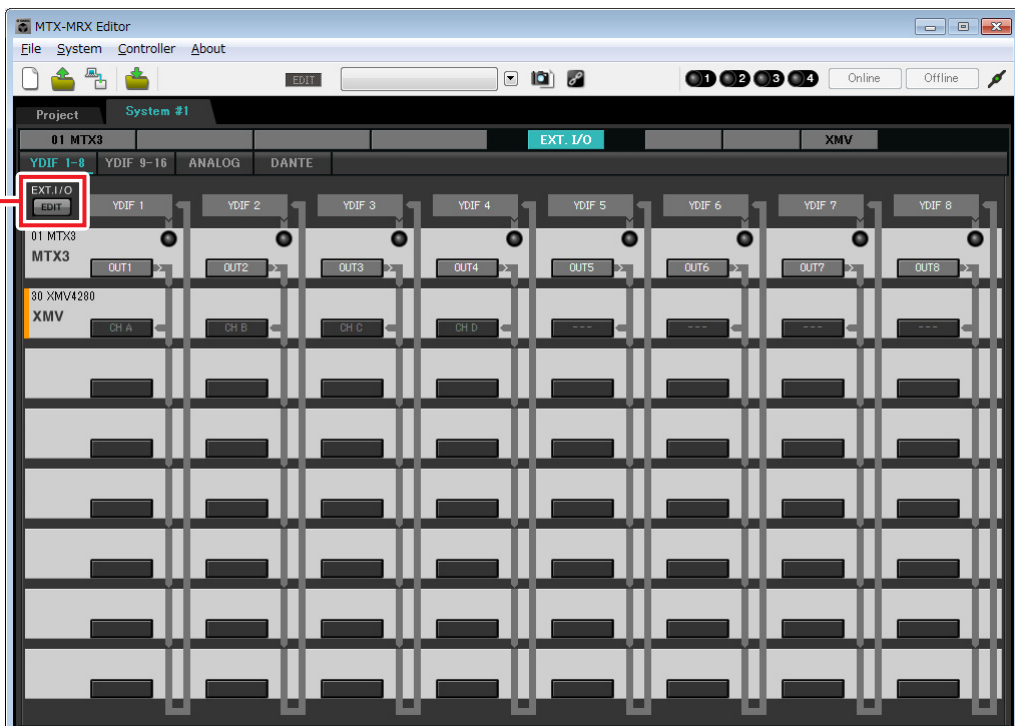 MTX-MRX Editor
File System Controller About
EDIT 1 2 3 4 Online Offline
Project System #1
01 MTX3 EXT. I/O XMV
YDIF 1-8 YDIF 9-16 ANALOG DANTE
EXT.I/O
EDIT YDIF 1 YDIF 2 YDIF 3 YDIF 4 YDIF 5 YDIF 6 YDIF 7 YDIF 8
01 MTX3
MTX3
OUT1 OUT2 OUT3 OUT4 OUT5 OUT6 OUT7 OUT8
30 XMV4280
XMV
CH A CH B CH C CH D --- --- --- ---